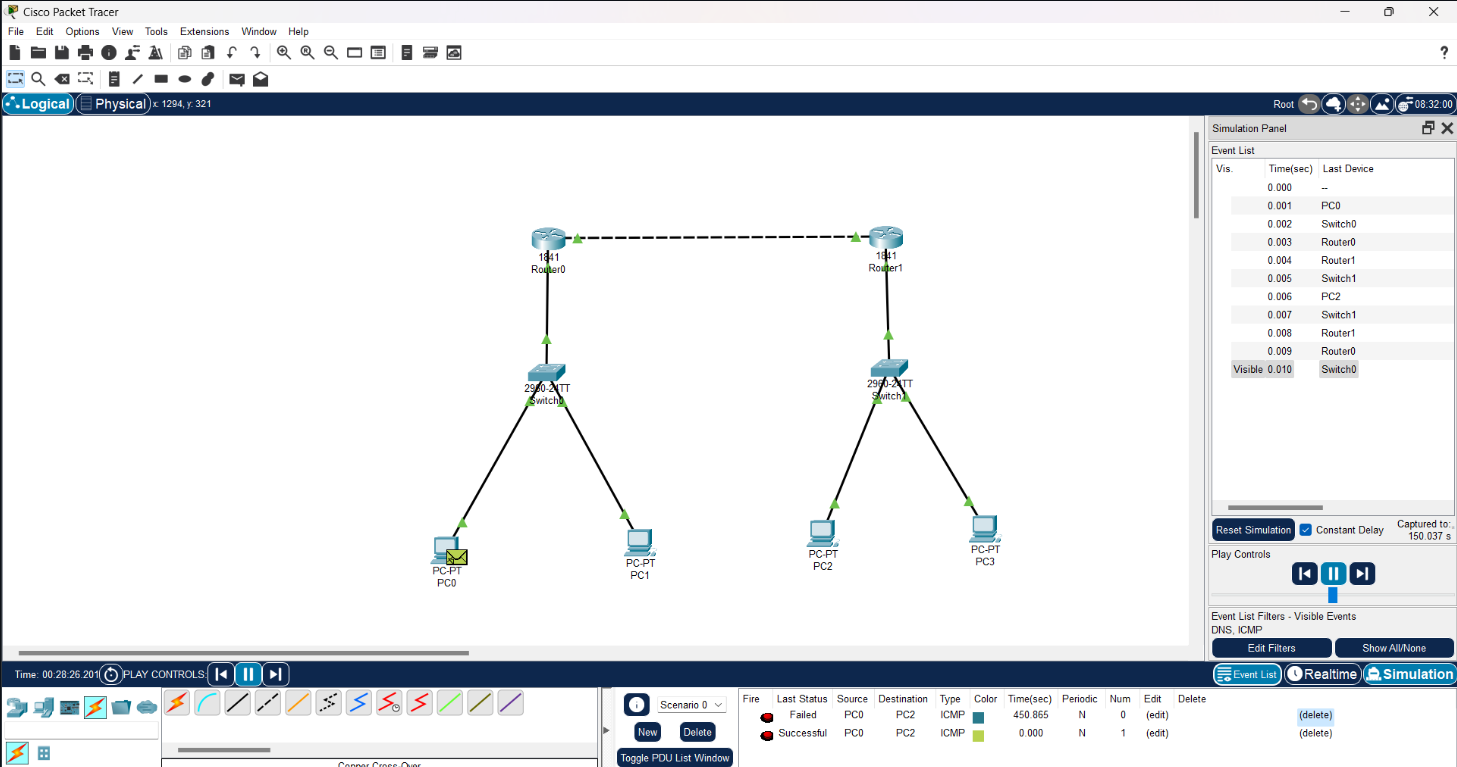 Cisco Packet Tracer
File Edit Options View Tools Extensions Window Help
?
Logical Physical x: 1294, y: 321 Root 08:32:00
Simulation Panel
Event List
Vis. Time(sec) Last Device
0.000 --
0.001 PC0
0.002 Switch0
0.003 Router0
0.004 Router1
0.005 Switch1
0.006 PC2
0.007 Switch1
0.008 Router1
0.009 Router0
Visible 0.010 Switch0
1841
Router0
1841
Router1
2960-24TT
Switch0
2960-24TT
Switch1
PC-PT
PC0
PC-PT
PC1
PC-PT
PC2
PC-PT
PC3
Reset Simulation Constant Delay Captured to:
150.037 s
Play Controls
Event List Filters - Visible Events
DNS, ICMP
Edit Filters Show All/None
Time: 00:28:26.201 PLAY CONTROLS: Event List Realtime Simulation
Scenario 0
New Delete
Toggle PDU List Window
Fire Last Status Source Destination Type Color Time(sec) Periodic Num Edit Delete
Failed PC0 PC2 ICMP 450.865 N 0 (edit) (delete)
Successful PC0 PC2 ICMP 0.000 N 1 (edit) (delete)
Copper Cross-Over